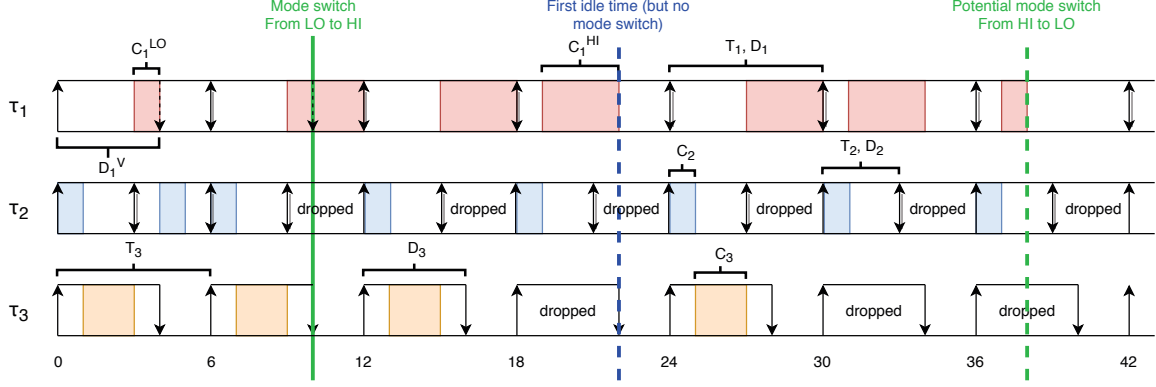 Mode switch
From LO to HI
First idle time (but no
mode switch)
Potential mode switch
From HI to LO
C₁ᴸᴼ
C₁ᴴᴵ
T₁, D₁
τ₁
D₁ⱽ
C₂
T₂, D₂
τ₂
dropped
dropped
dropped
dropped
dropped
dropped
T₃
D₃
C₃
τ₃
dropped
dropped
dropped
0
6
12
18
24
30
36
42